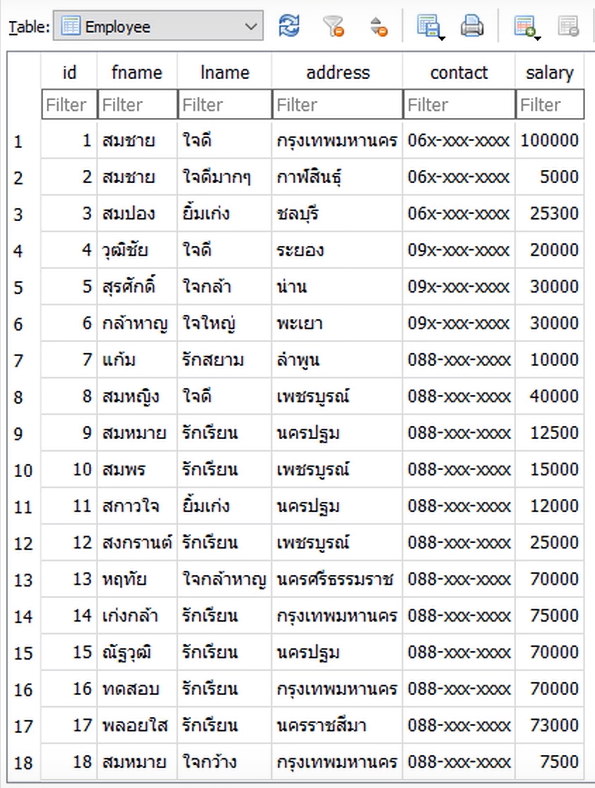 Table: Employee
id fname lname address contact salary
Filter Filter Filter Filter Filter Filter
1 1 สมชาย ใจดี กรุงเทพมหานคร 06x-xxx-xxxx 100000
2 2 สมชาย ใจดีมากๆ กาฬสินธุ์ 06x-xxx-xxxx 5000
3 3 สมปอง ยิ้มเก่ง ชลบุรี 06x-xxx-xxxx 25300
4 4 วุฒิชัย ใจดี ระยอง 09x-xxx-xxxx 20000
5 5 สุรศักดิ์ ใจกล้า น่าน 09x-xxx-xxxx 30000
6 6 กล้าหาญ ใจใหญ่ พะเยา 09x-xxx-xxxx 30000
7 7 แก้ม รักสยาม ลำพูน 088-xxx-xxxx 10000
8 8 สมหญิง ใจดี เพชรบูรณ์ 088-xxx-xxxx 40000
9 9 สมหมาย รักเรียน นครปฐม 088-xxx-xxxx 12500
10 10 สมพร รักเรียน เพชรบูรณ์ 088-xxx-xxxx 15000
11 11 สกาวใจ ยิ้มเก่ง นครปฐม 088-xxx-xxxx 12000
12 12 สงกรานต์ รักเรียน เพชรบูรณ์ 088-xxx-xxxx 25000
13 13 หฤทัย ใจกล้าหาญ นครศรีธรรมราช 088-xxx-xxxx 70000
14 14 เก่งกล้า รักเรียน กรุงเทพมหานคร 088-xxx-xxxx 75000
15 15 ณัฐวุฒิ รักเรียน นครปฐม 088-xxx-xxxx 70000
16 16 ทดสอบ รักเรียน กรุงเทพมหานคร 088-xxx-xxxx 70000
17 17 พลอยใส รักเรียน นครราชสีมา 088-xxx-xxxx 73000
18 18 สมหมาย ใจกว้าง กรุงเทพมหานคร 088-xxx-xxxx 7500